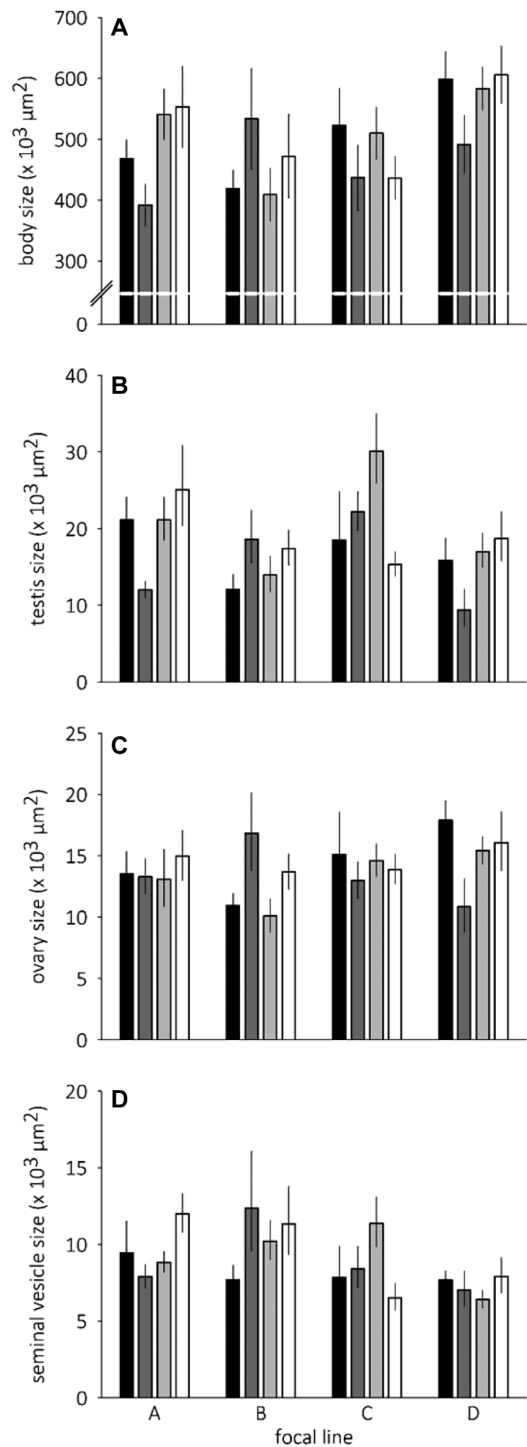 A
body size (x 10³ µm²)
700
600
500
400
300
0
B
testis size (x 10³ µm²)
40
30
20
10
0
C
ovary size (x 10³ µm²)
25
20
15
10
5
0
D
seminal vesicle size (x 10³ µm²)
20
15
10
5
0
A B C D
focal line